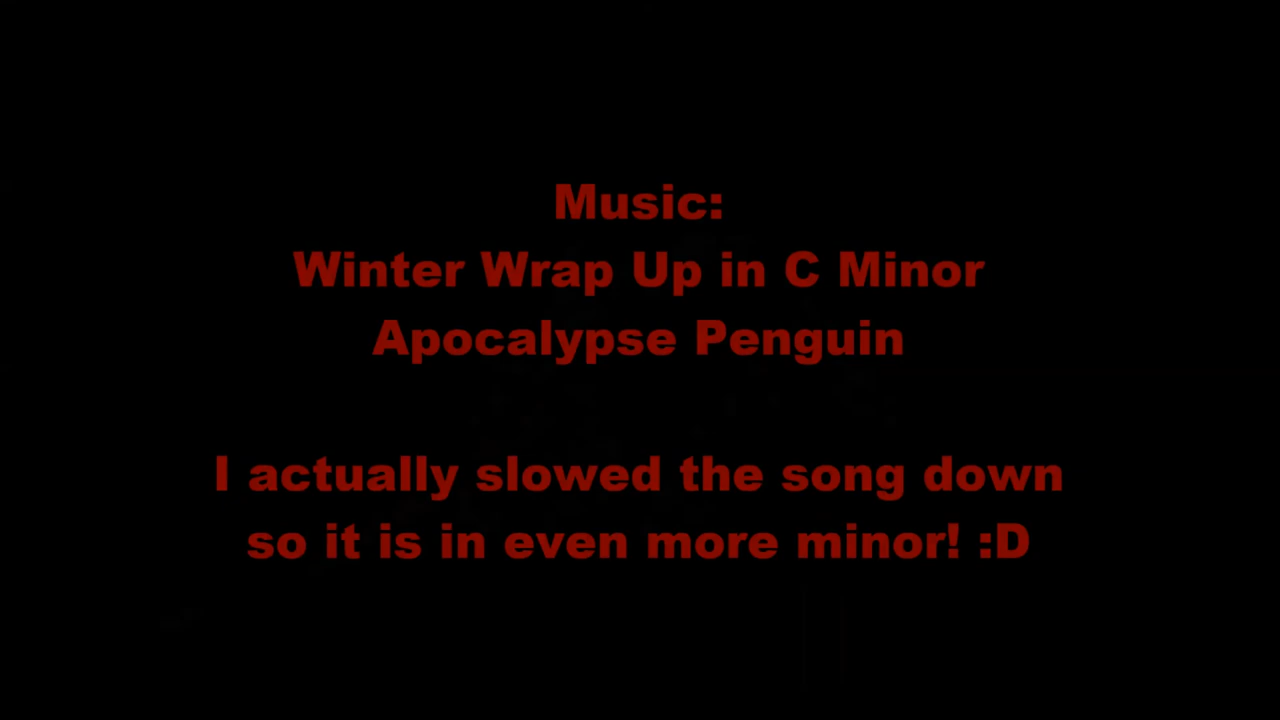 Music:
Winter Wrap Up in C Minor
Apocalypse Penguin
I actually slowed the song down
so it is in even more minor! :D